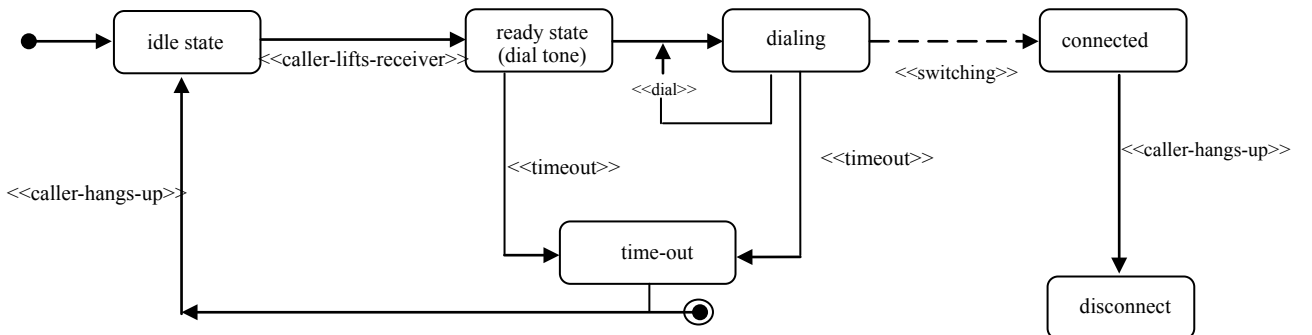 idle state
<<caller-lifts-receiver>>
ready state
(dial tone)
<<dial>>
dialing
<<switching>>
connected
<<timeout>>
<<timeout>>
<<caller-hangs-up>>
<<caller-hangs-up>>
time-out
disconnect